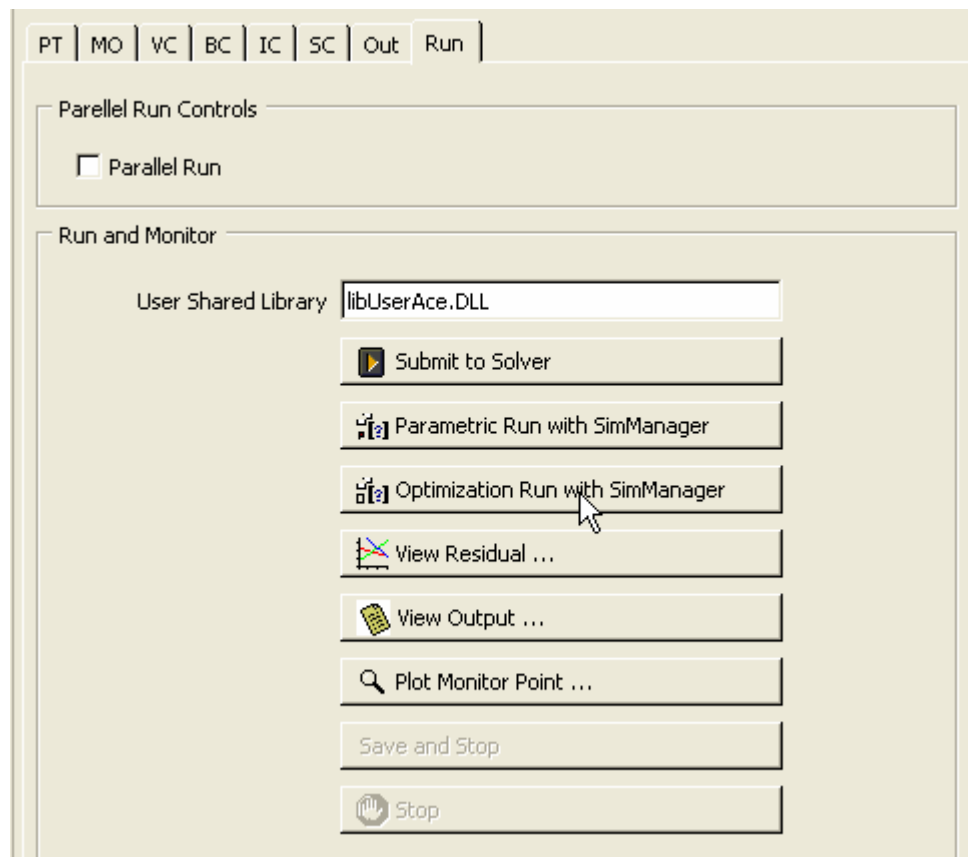 PT MO VC BC IC SC Out Run
Parellel Run Controls
Parallel Run
Run and Monitor
User Shared Library libUserAce.DLL
Submit to Solver
[?] Parametric Run with SimManager
[?] Optimization Run with SimManager
View Residual ...
View Output ...
Plot Monitor Point ...
Save and Stop
Stop